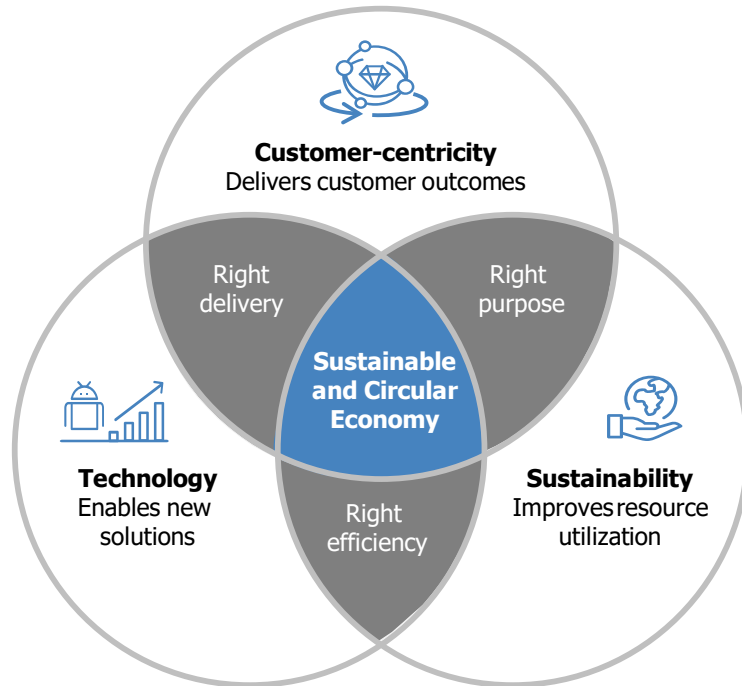 Customer-centricity
Delivers customer outcomes
Right
delivery
Right
purpose
Sustainable
and Circular
Economy
Technology
Enables new
solutions
Sustainability
Improves resource
utilization
Right
efficiency